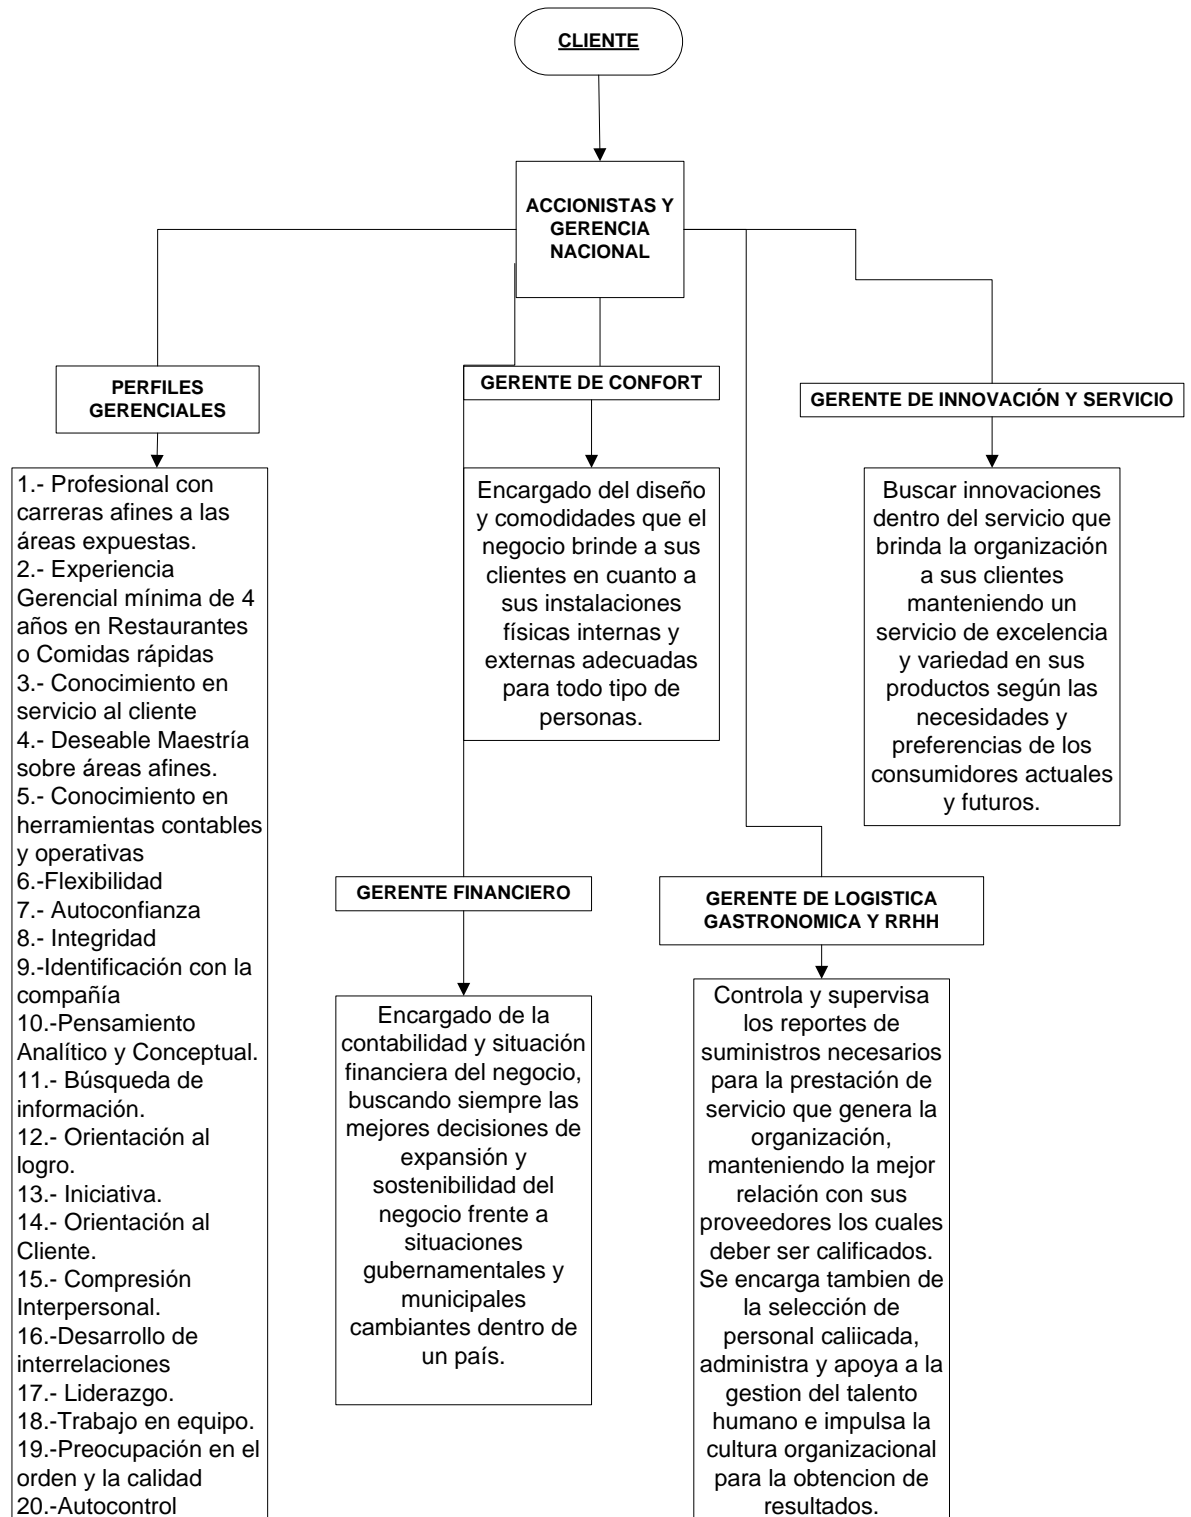 CLIENTE
ACCIONISTAS Y
GERENCIA
NACIONAL
PERFILES
GERENCIALES
1.- Profesional con
carreras afines a las
áreas expuestas.
2.- Experiencia
Gerencial mínima de 4
años en Restaurantes
o Comidas rápidas
3.- Conocimiento en
servicio al cliente
4.- Deseable Maestría
sobre áreas afines.
5.- Conocimiento en
herramientas contables
y operativas
6.-Flexibilidad
7.- Autoconfianza
8.- Integridad
9.-Identificación con la
compañía
10.-Pensamiento
Analítico y Conceptual.
11.- Búsqueda de
información.
12.- Orientación al
logro.
13.- Iniciativa.
14.- Orientación al
Cliente.
15.- Compresión
Interpersonal.
16.-Desarrollo de
interrelaciones
17.- Liderazgo.
18.-Trabajo en equipo.
19.-Preocupación en el
orden y la calidad
20.-Autocontrol
GERENTE DE CONFORT
Encargado del diseño
y comodidades que el
negocio brinde a sus
clientes en cuanto a
sus instalaciones
físicas internas y
externas adecuadas
para todo tipo de
personas.
GERENTE DE INNOVACIÓN Y SERVICIO
Buscar innovaciones
dentro del servicio que
brinda la organización
a sus clientes
manteniendo un
servicio de excelencia
y variedad en sus
productos según las
necesidades y
preferencias de los
consumidores actuales
y futuros.
GERENTE FINANCIERO
Encargado de la
contabilidad y situación
financiera del negocio,
buscando siempre las
mejores decisiones de
expansión y
sostenibilidad del
negocio frente a
situaciones
gubernamentales y
municipales
cambiantes dentro de
un país.
GERENTE DE LOGISTICA
GASTRONOMICA Y RRHH
Controla y supervisa
los reportes de
suministros necesarios
para la prestación de
servicio que genera la
organización,
manteniendo la mejor
relación con sus
proveedores los cuales
deber ser calificados.
Se encarga tambien de
la selección de
personal caliicada,
administra y apoya a la
gestion del talento
humano e impulsa la
cultura organizacional
para la obtencion de
resultados.